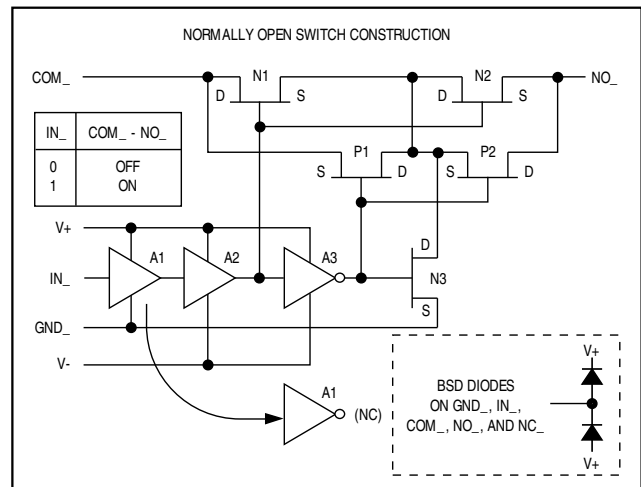 NORMALLY OPEN SWITCH CONSTRUCTION
COM_
N1
N2
NO_
D
S
D
S
IN_ COM_ - NO_
0 OFF
1 ON
P1
P2
S
D
S
D
V+
A1
A2
A3
D
IN_
N3
S
GND_
V-
A1
(NC)
V+
BSD DIODES
ON GND_, IN_,
COM_, NO_, AND NC_
V+